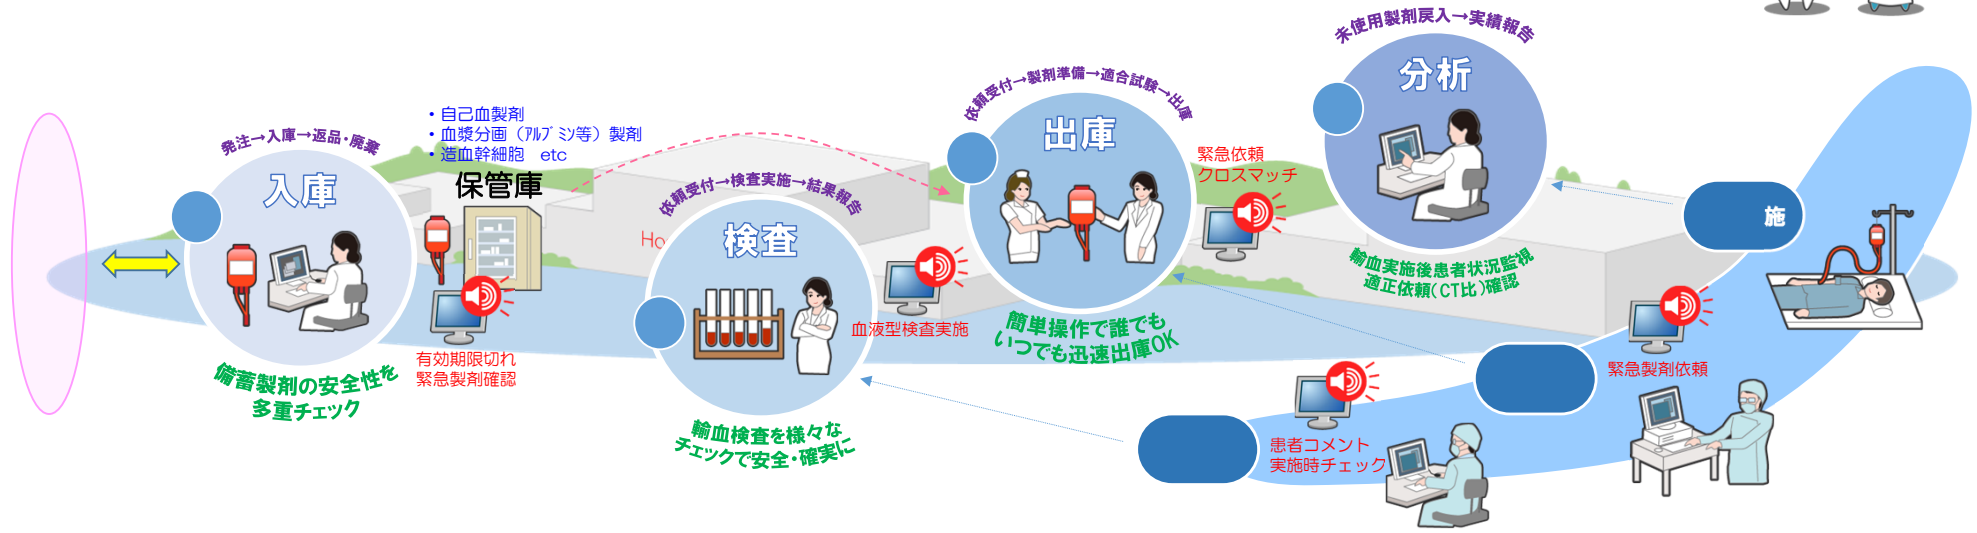 発注→入庫→返品・廃棄
入庫
備蓄製剤の安全性を
多重チェック
・自己血製剤
・血漿分画（ｱﾙﾌﾞﾐﾝ等）製剤
・造血幹細胞　etc
保管庫
有効期限切れ
緊急製剤確認
Ho
依頼受付→検査実施→結果報告
検査
輸血検査を様々な
チェックで安全・確実に
血液型検査実施
依頼受付→製剤準備→適合試験→出庫
出庫
簡単操作で誰でも
いつでも迅速出庫OK
緊急依頼
クロスマッチ
未使用製剤戻入→実績報告
分析
輸血実施後患者状況監視
適正依頼（CT比）確認
施
緊急製剤依頼
患者コメント
実施時チェック